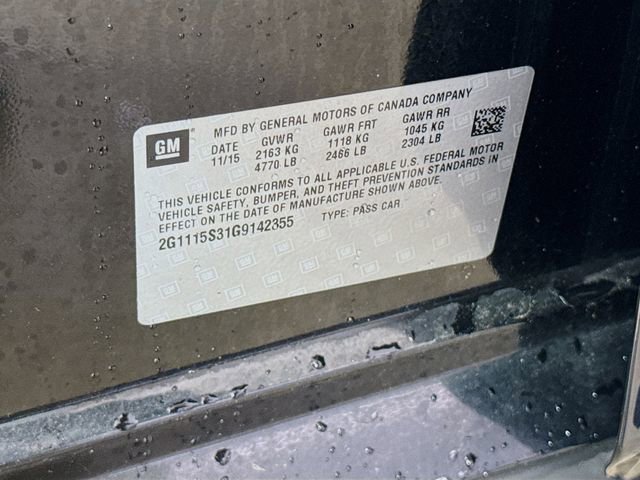 GM
MFD BY GENERAL MOTORS OF CANADA COMPANY
DATE GVWR GAWR FRT GAWR RR
11/15 2163 KG 1118 KG 1045 KG
4770 LB 2466 LB 2304 LB
THIS VEHICLE CONFORMS TO ALL APPLICABLE U.S. FEDERAL MOTOR
VEHICLE SAFETY, BUMPER, AND THEFT PREVENTION STANDARDS IN
EFFECT ON THE DATE OF MANUFACTURE SHOWN ABOVE.
2G1115S31G9142355 TYPE: PASS CAR